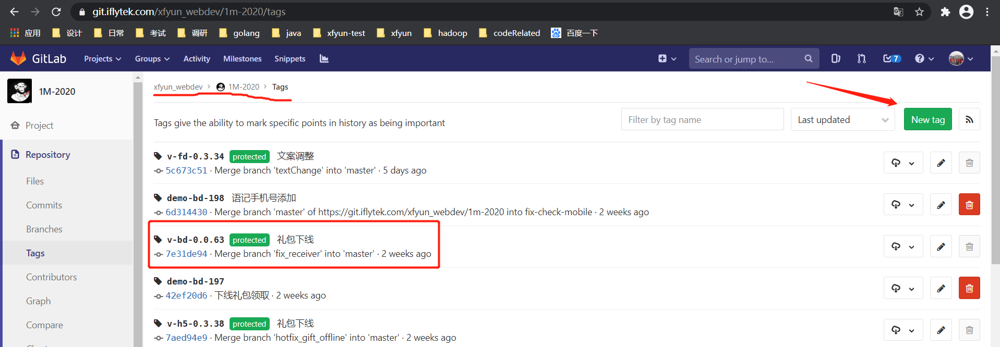 git.iflytek.com/xfyun_webdev/1m-2020/tags
应用 设计 日常 考试 调研 golang java xfyun-test xfyun hadoop codeRelated 百度一下
GitLab Projects Groups Activity Milestones Snippets Search or jump to... 7
1M-2020
xfyun_webdev > 1M-2020 > Tags
Project
Tags give the ability to mark specific points in history as being important Filter by tag name Last updated New tag
Repository
Files
Commits
Branches
Tags
Contributors
Graph
Compare
v-fd-0.3.34 protected 文案调整
5c673c51 · Merge branch 'textChange' into 'master' · 5 days ago
demo-bd-198 语记手机号添加
6d314430 · Merge branch 'master' of https://git.iflytek.com/xfyun_webdev/1m-2020 into fix-check-mobile · 2 weeks ago
v-bd-0.0.63 protected 礼包下线
7e31de94 · Merge branch 'fix_receiver' into 'master' · 2 weeks ago
demo-bd-197
42ef20d6 · 下线礼包领取 · 2 weeks ago
v-h5-0.3.38 protected 礼包下线
7aed94e9 · Merge branch 'hotfix_gift_offline' into 'master' · 2 weeks ago